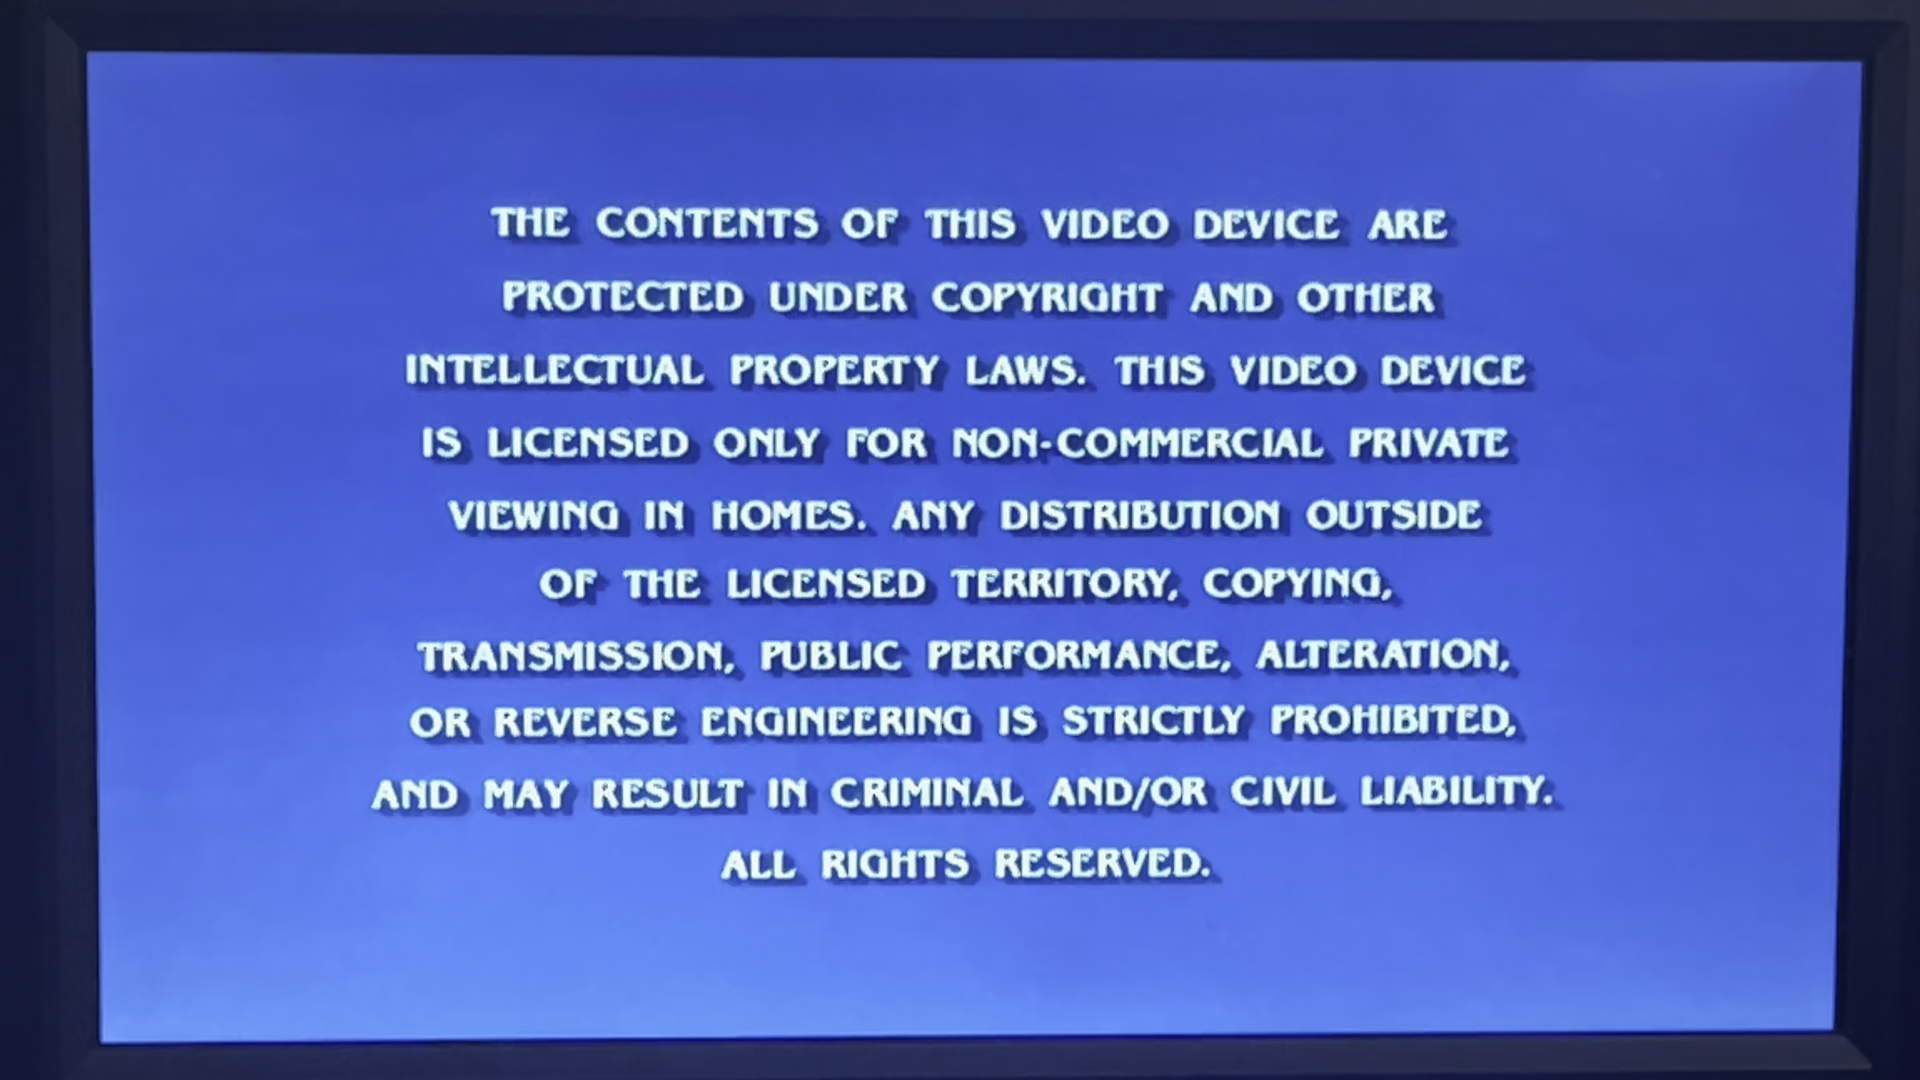 THE CONTENTS OF THIS VIDEO DEVICE ARE
PROTECTED UNDER COPYRIGHT AND OTHER
INTELLECTUAL PROPERTY LAWS. THIS VIDEO DEVICE
IS LICENSED ONLY FOR NON-COMMERCIAL PRIVATE
VIEWING IN HOMES. ANY DISTRIBUTION OUTSIDE
OF THE LICENSED TERRITORY, COPYING,
TRANSMISSION, PUBLIC PERFORMANCE, ALTERATION,
OR REVERSE ENGINEERING IS STRICTLY PROHIBITED,
AND MAY RESULT IN CRIMINAL AND/OR CIVIL LIABILITY.
ALL RIGHTS RESERVED.